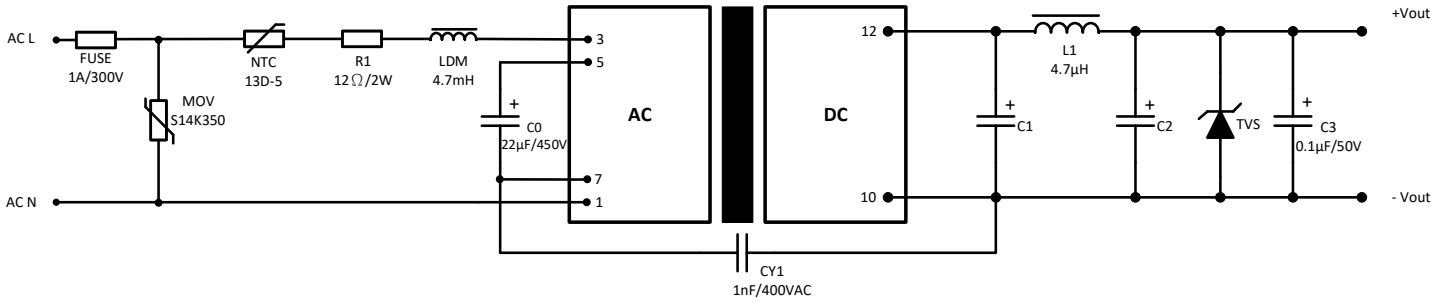 AC L
FUSE
1A/300V
MOV
S14K350
NTC
13D-5
R1
12Ω/2W
LDM
4.7mH
AC N
3
5
+
C0
22μF/450V
7
1
AC
DC
12
10
CY1
1nF/400VAC
+
C1
L1
4.7μH
+
C2
TVS
+
C3
0.1μF/50V
+Vout
- Vout